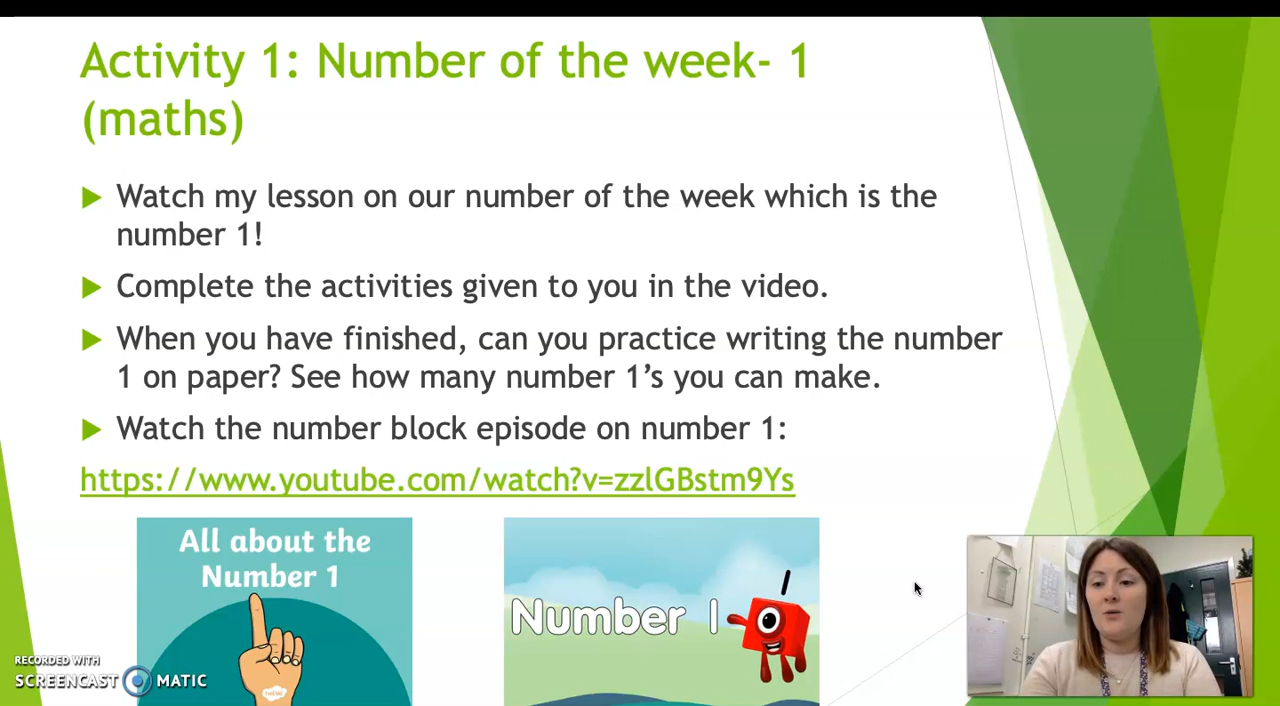 Activity 1: Number of the week- 1
(maths)
Watch my lesson on our number of the week which is the
number 1!
Complete the activities given to you in the video.
When you have finished, can you practice writing the number
1 on paper? See how many number 1’s you can make.
Watch the number block episode on number 1:
https://www.youtube.com/watch?v=zzlGBstm9Ys
All about the
Number 1
Number 1
RECORDED WITH
SCREENCAST MATIC